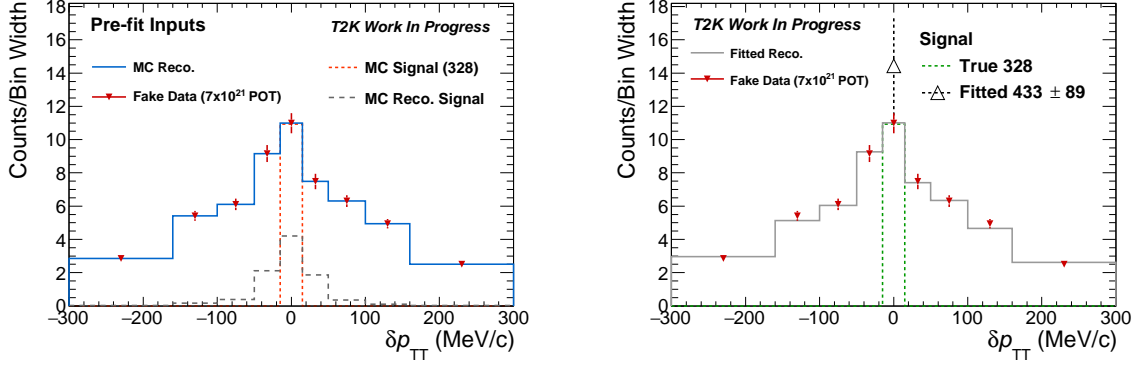 Pre-fit Inputs
T2K Work In Progress
MC Reco.
MC Signal (328)
Fake Data (7x10²¹ POT)
MC Reco. Signal
Counts/Bin Width
18
16
14
12
10
8
6
4
2
0
−300 −200 −100 0 100 200 300
δp_TT (MeV/c)
T2K Work In Progress
Signal
Fitted Reco.
True 328
Fake Data (7x10²¹ POT)
Fitted 433 ± 89
Counts/Bin Width
18
16
14
12
10
8
6
4
2
0
−300 −200 −100 0 100 200 300
δp_TT (MeV/c)